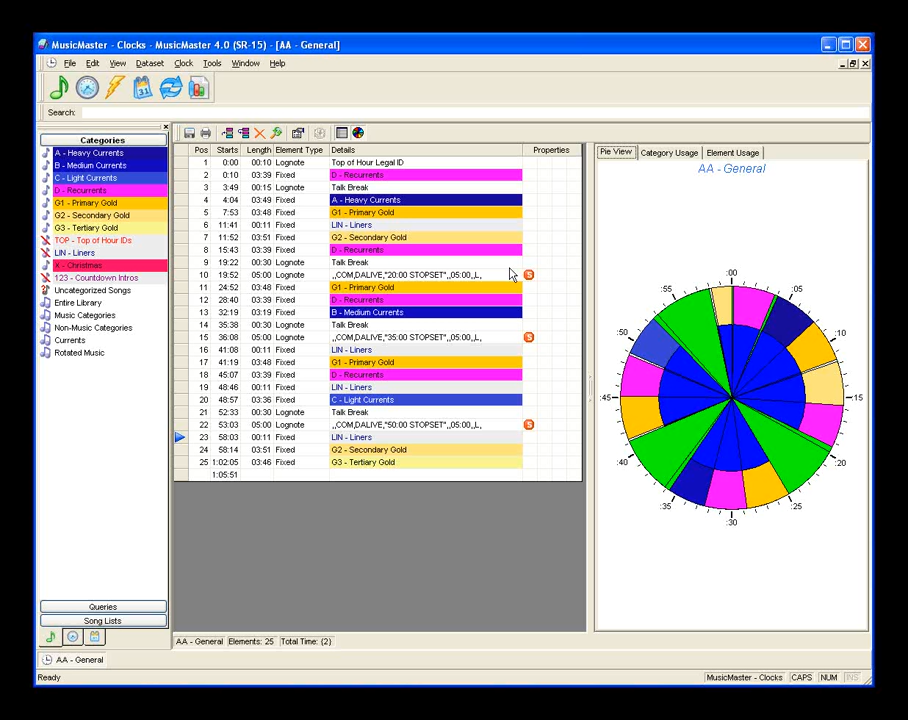 MusicMaster - Clocks - MusicMaster 4.0 (SR-15) - [AA - General]
File Edit View Dataset Clock Tools Window Help
31
Search:
Categories
A - Heavy Currents
B - Medium Currents
C - Light Currents
D - Recurrents
G1 - Primary Gold
G2 - Secondary Gold
G3 - Tertiary Gold
TOP - Top of Hour IDs
LIN - Liners
X - Christmas
123 - Countdown Intros
Uncategorized Songs
Entire Library
Music Categories
Non-Music Categories
Currents
Rotated Music
Queries
Song Lists
Pos Starts Length Element Type Details Properties
1 0:00 00:10 Lognote Top of Hour Legal ID
2 0:10 03:39 Fixed D - Recurrents
3 3:49 00:15 Lognote Talk Break
4 4:04 03:49 Fixed A - Heavy Currents
5 7:53 03:48 Fixed G1 - Primary Gold
6 11:41 00:11 Fixed LIN - Liners
7 11:52 03:51 Fixed G2 - Secondary Gold
8 15:43 03:39 Fixed D - Recurrents
9 19:22 00:30 Lognote Talk Break
10 19:52 05:00 Lognote ,,COM,DALIVE,"20:00 STOPSET",,05:00,,L, S
11 24:52 03:48 Fixed G1 - Primary Gold
12 28:40 03:39 Fixed D - Recurrents
13 32:19 03:19 Fixed B - Medium Currents
14 35:38 00:30 Lognote Talk Break
15 36:08 05:00 Lognote ,,COM,DALIVE,"35:00 STOPSET",,05:00,,L, S
16 41:08 00:11 Fixed LIN - Liners
17 41:19 03:48 Fixed G1 - Primary Gold
18 45:07 03:39 Fixed D - Recurrents
19 48:46 00:11 Fixed LIN - Liners
20 48:57 03:36 Fixed C - Light Currents
21 52:33 00:30 Lognote Talk Break
22 53:03 05:00 Lognote ,,COM,DALIVE,"50:00 STOPSET",,05:00,,L, S
23 58:03 00:11 Fixed LIN - Liners
24 58:14 03:51 Fixed G2 - Secondary Gold
25 1:02:05 03:46 Fixed G3 - Tertiary Gold
1:05:51
Pie View Category Usage Element Usage
AA - General
:00
:05
:10
:15
:20
:25
:30
:35
:40
:45
:50
:55
AA - General Elements: 25 Total Time: (2)
AA - General
Ready MusicMaster - Clocks CAPS NUM INS